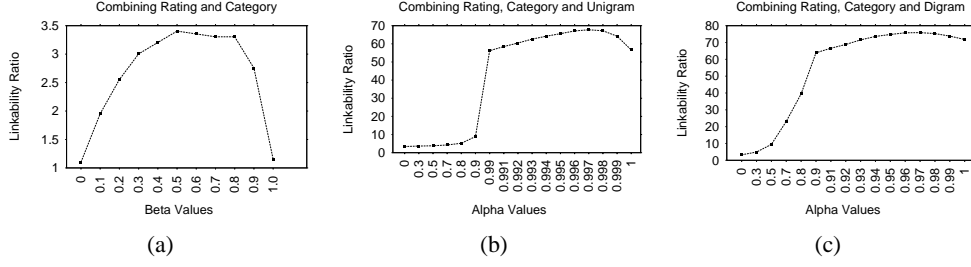 Combining Rating and Category
Linkability Ratio
3.5
3
2.5
2
1.5
1
0 0.1 0.2 0.3 0.4 0.5 0.6 0.7 0.8 0.9 1.0
Beta Values
(a)
Combining Rating, Category and Unigram
Linkability Ratio
70
60
50
40
30
20
10
0
0 0.3 0.5 0.7 0.8 0.9 0.99 0.991 0.992 0.993 0.994 0.995 0.996 0.997 0.998 0.999 1
Alpha Values
(b)
Combining Rating, Category and Digram
Linkability Ratio
80
70
60
50
40
30
20
10
0
0 0.3 0.5 0.7 0.8 0.9 0.91 0.92 0.93 0.94 0.95 0.96 0.97 0.98 0.99 1
Alpha Values
(c)